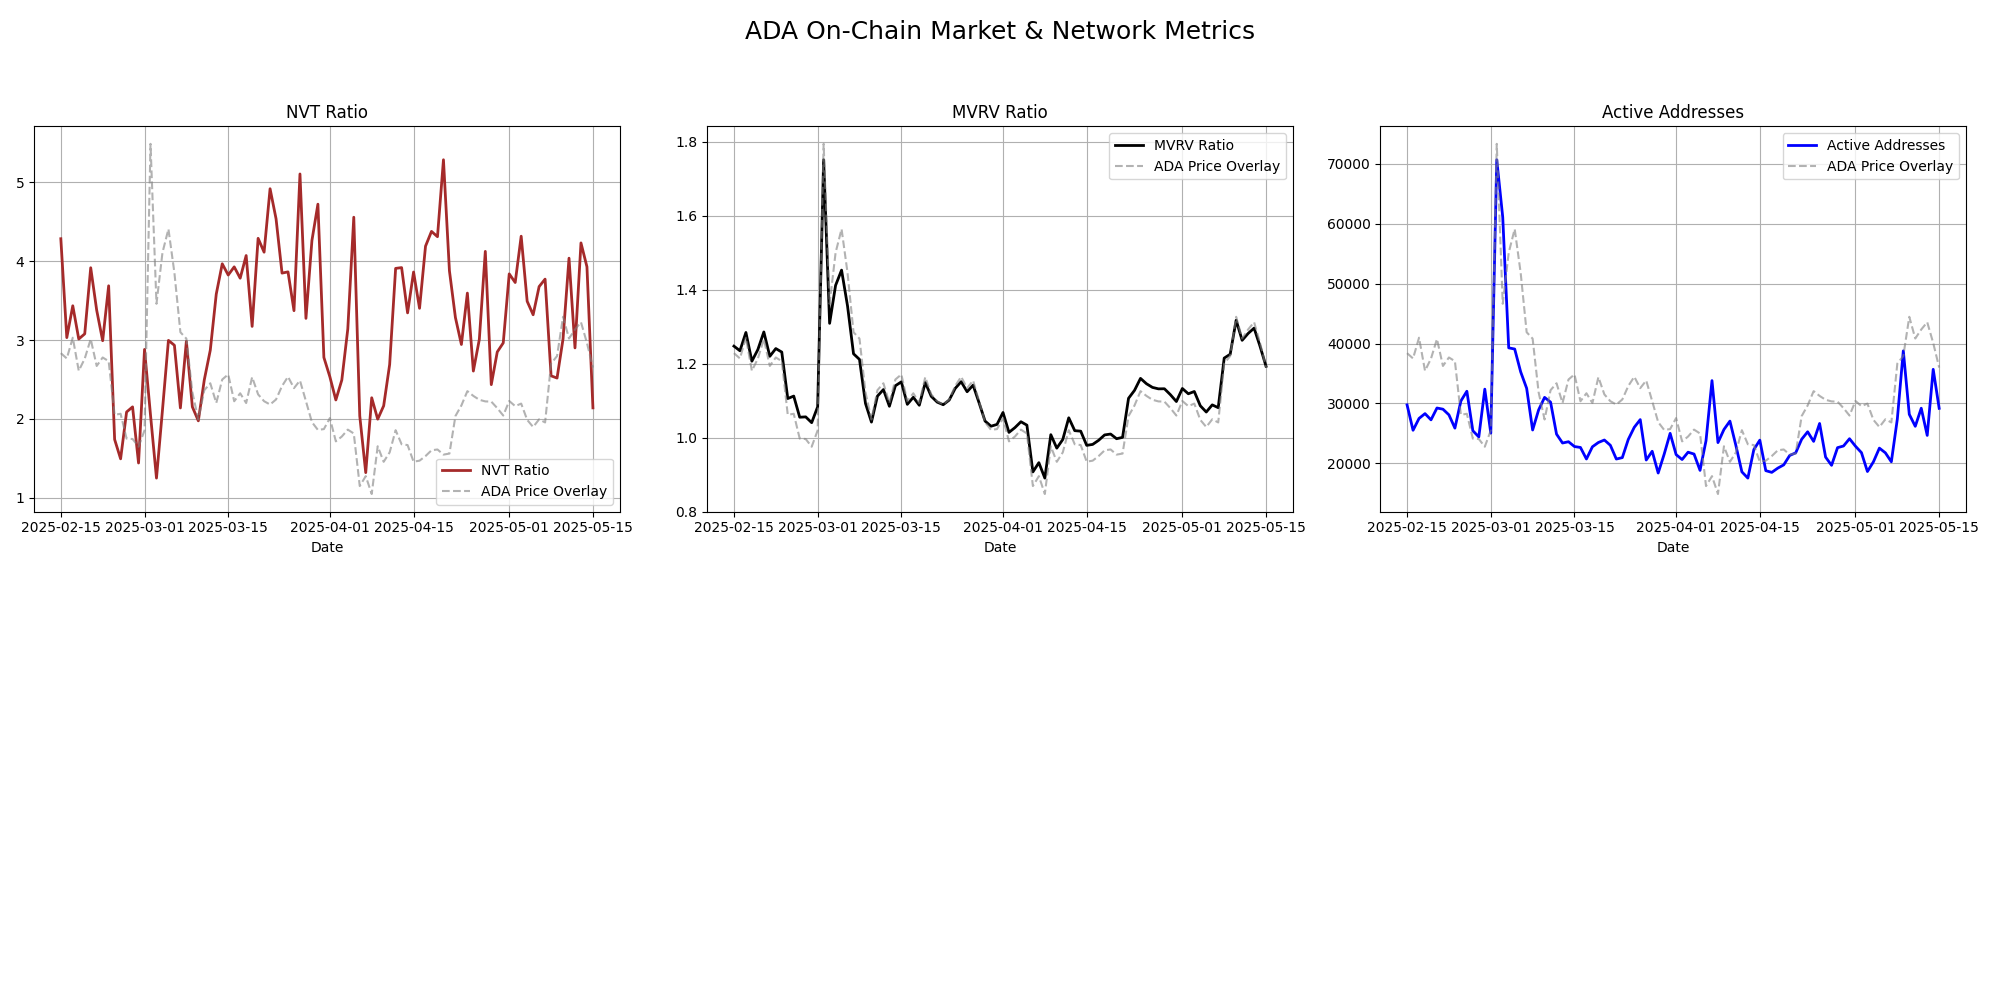 ADA On-Chain Market & Network Metrics
NVT Ratio
5
4
3
2
1
NVT Ratio
ADA Price Overlay
2025-02-15 2025-03-01 2025-03-15 2025-04-01 2025-04-15 2025-05-01 2025-05-15
Date
MVRV Ratio
1.8
1.6
1.4
1.2
1.0
0.8
MVRV Ratio
ADA Price Overlay
2025-02-15 2025-03-01 2025-03-15 2025-04-01 2025-04-15 2025-05-01 2025-05-15
Date
Active Addresses
70000
60000
50000
40000
30000
20000
Active Addresses
ADA Price Overlay
2025-02-15 2025-03-01 2025-03-15 2025-04-01 2025-04-15 2025-05-01 2025-05-15
Date